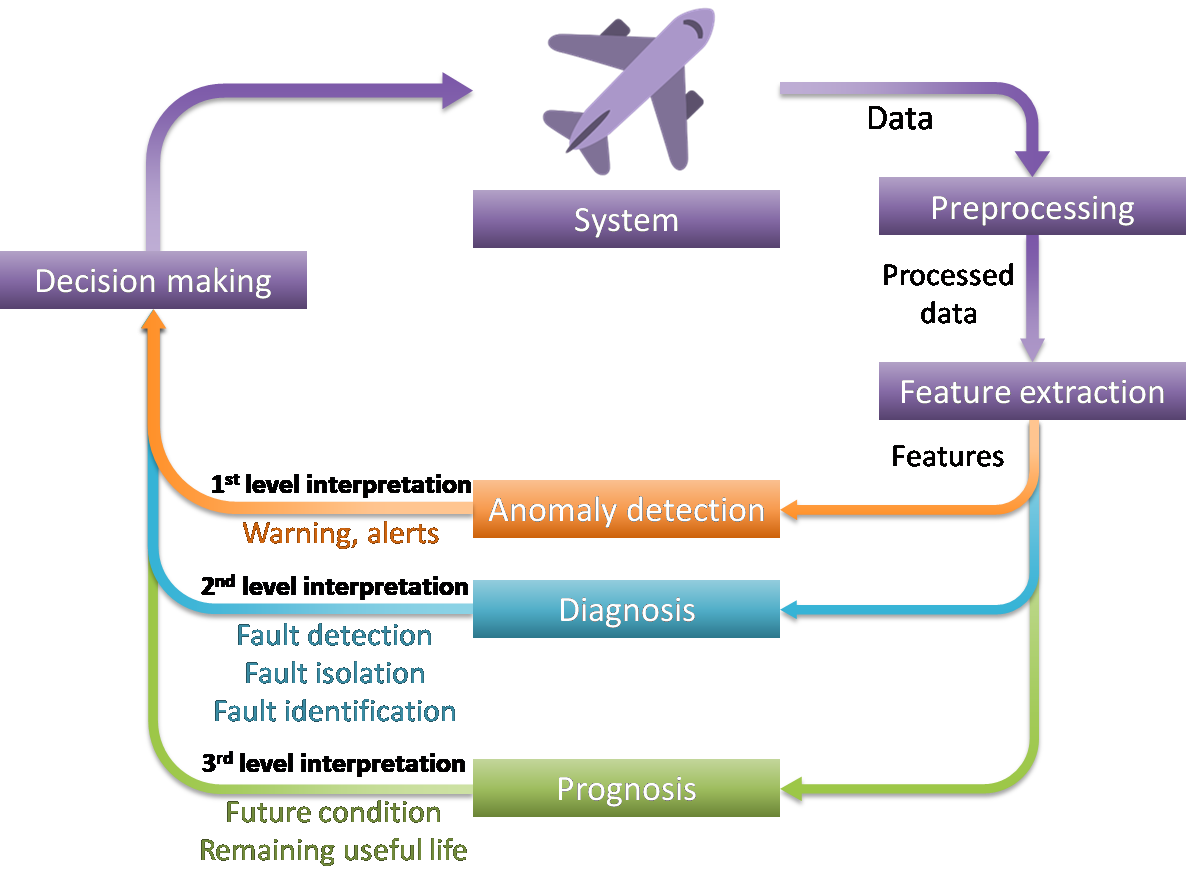 Data
System
Preprocessing
Decision making
Processed
data
Feature extraction
Features
1st level interpretation
Anomaly detection
Warning, alerts
2nd level interpretation
Diagnosis
Fault detection
Fault isolation
Fault identification
3rd level interpretation
Prognosis
Future condition
Remaining useful life